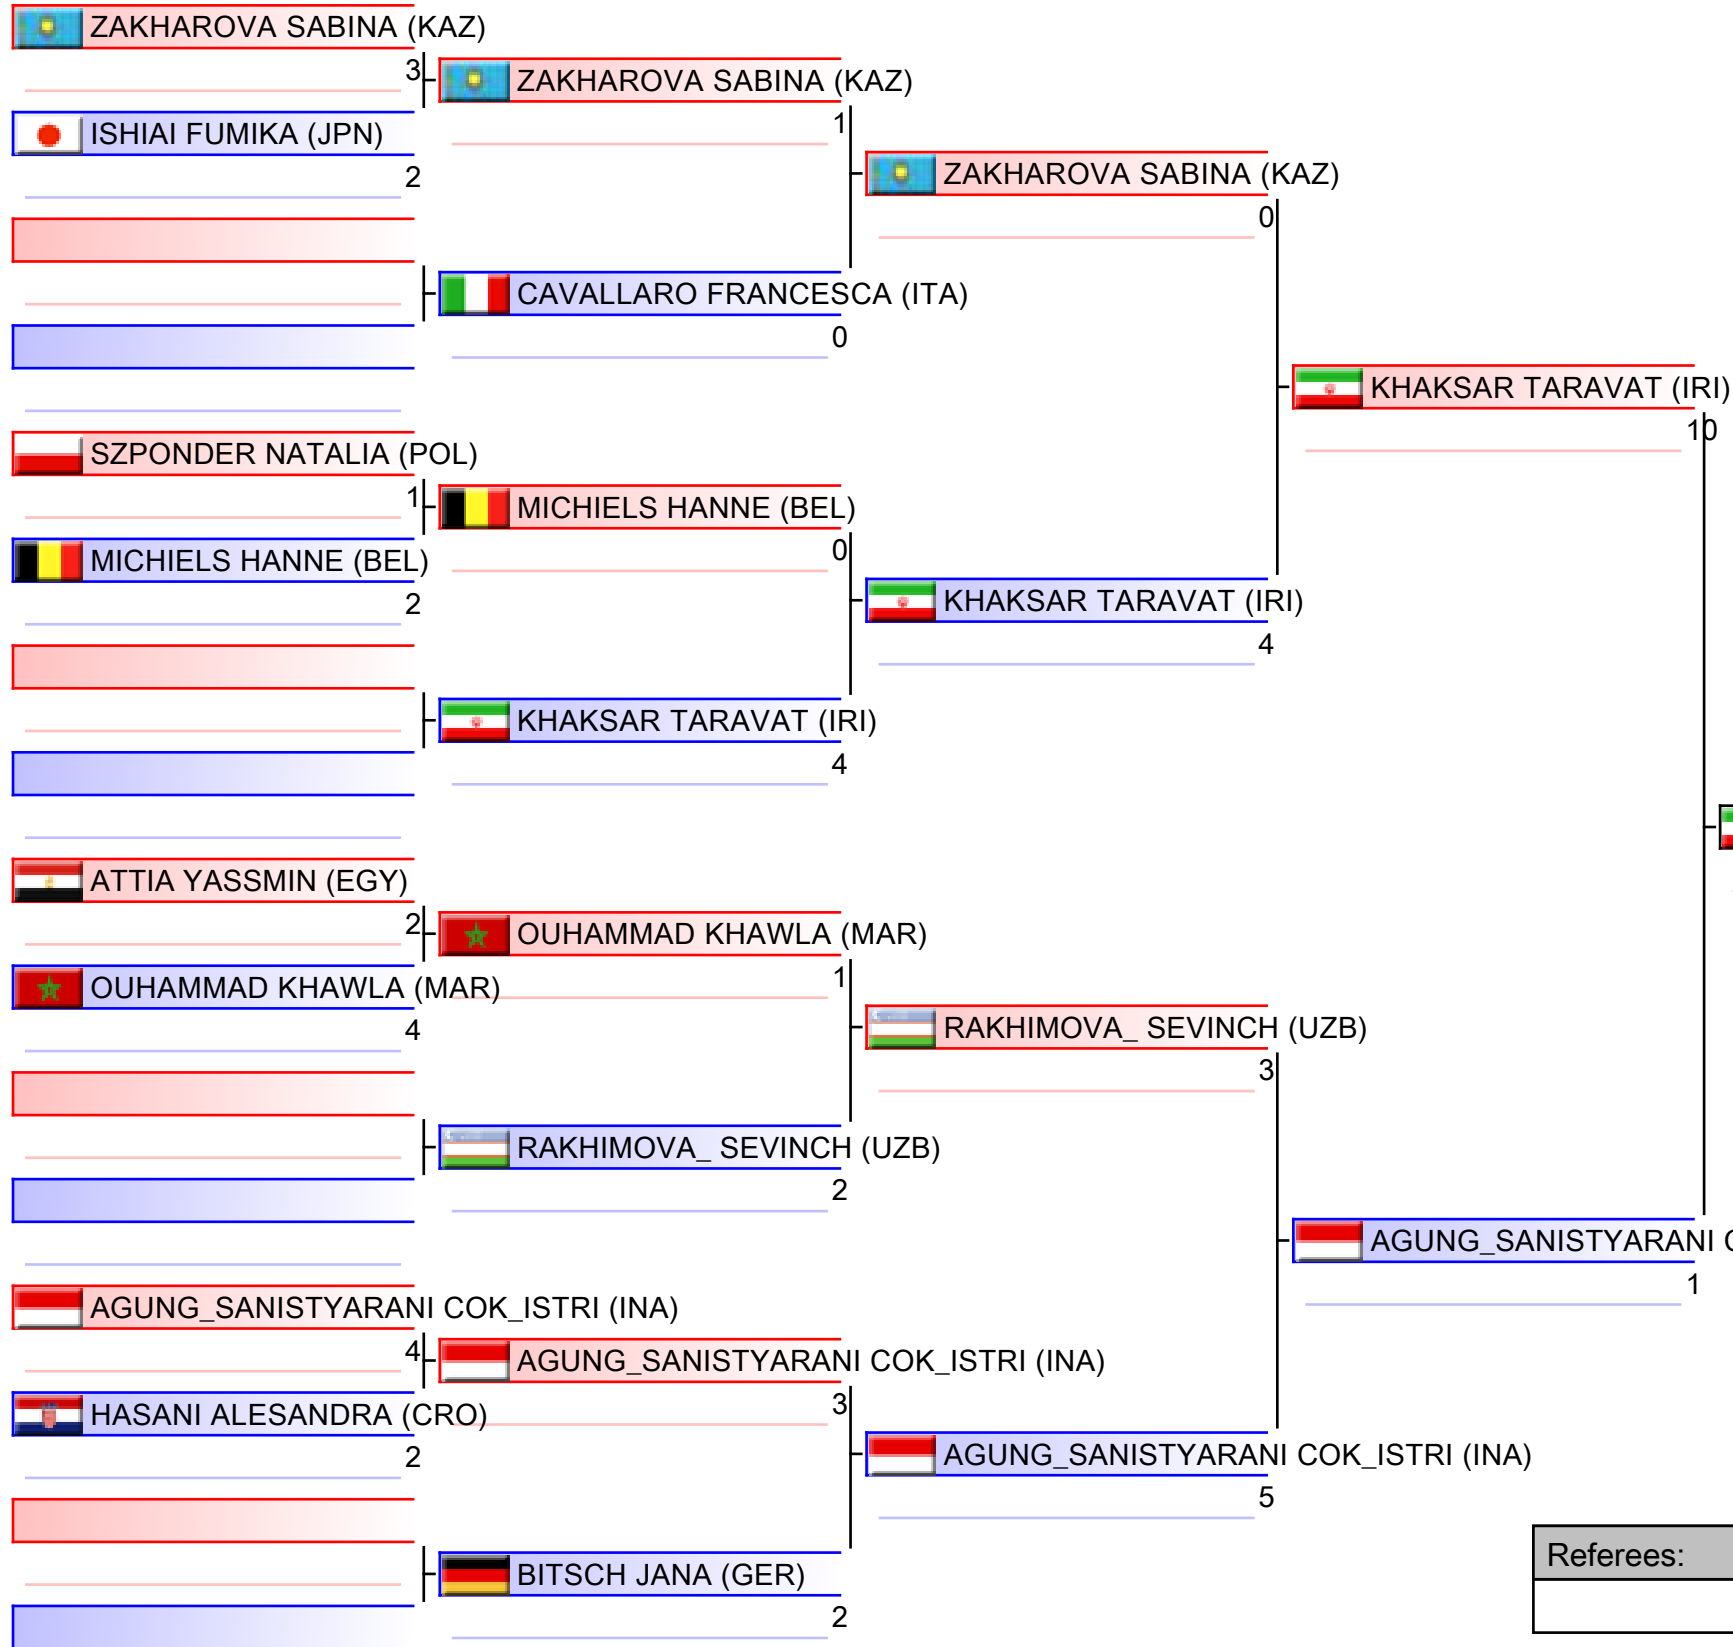 ZAKHAROVA SABINA (KAZ)
3
ZAKHAROVA SABINA (KAZ)
1
ISHIAI FUMIKA (JPN)
2
ZAKHAROVA SABINA (KAZ)
0
CAVALLARO FRANCESCA (ITA)
0
KHAKSAR TARAVAT (IRI)
10
SZPONDER NATALIA (POL)
1
MICHIELS HANNE (BEL)
0
MICHIELS HANNE (BEL)
2
KHAKSAR TARAVAT (IRI)
4
KHAKSAR TARAVAT (IRI)
4
ATTIA YASSMIN (EGY)
2
OUHAMMAD KHAWLA (MAR)
1
OUHAMMAD KHAWLA (MAR)
4
RAKHIMOVA_ SEVINCH (UZB)
3
RAKHIMOVA_ SEVINCH (UZB)
2
AGUNG_SANISTYARANI
1
AGUNG_SANISTYARANI COK_ISTRI (INA)
4
AGUNG_SANISTYARANI COK_ISTRI (INA)
3
HASANI ALESANDRA (CRO)
2
AGUNG_SANISTYARANI COK_ISTRI (INA)
5
BITSCH JANA (GER)
2
Referees: